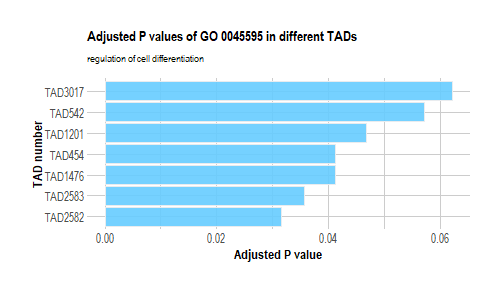 Adjusted P values of GO 0045595 in different TADs
regulation of cell differentiation
TAD number
TAD3017
TAD542
TAD1201
TAD454
TAD1476
TAD2583
TAD2582
0.00 0.02 0.04 0.06
Adjusted P value